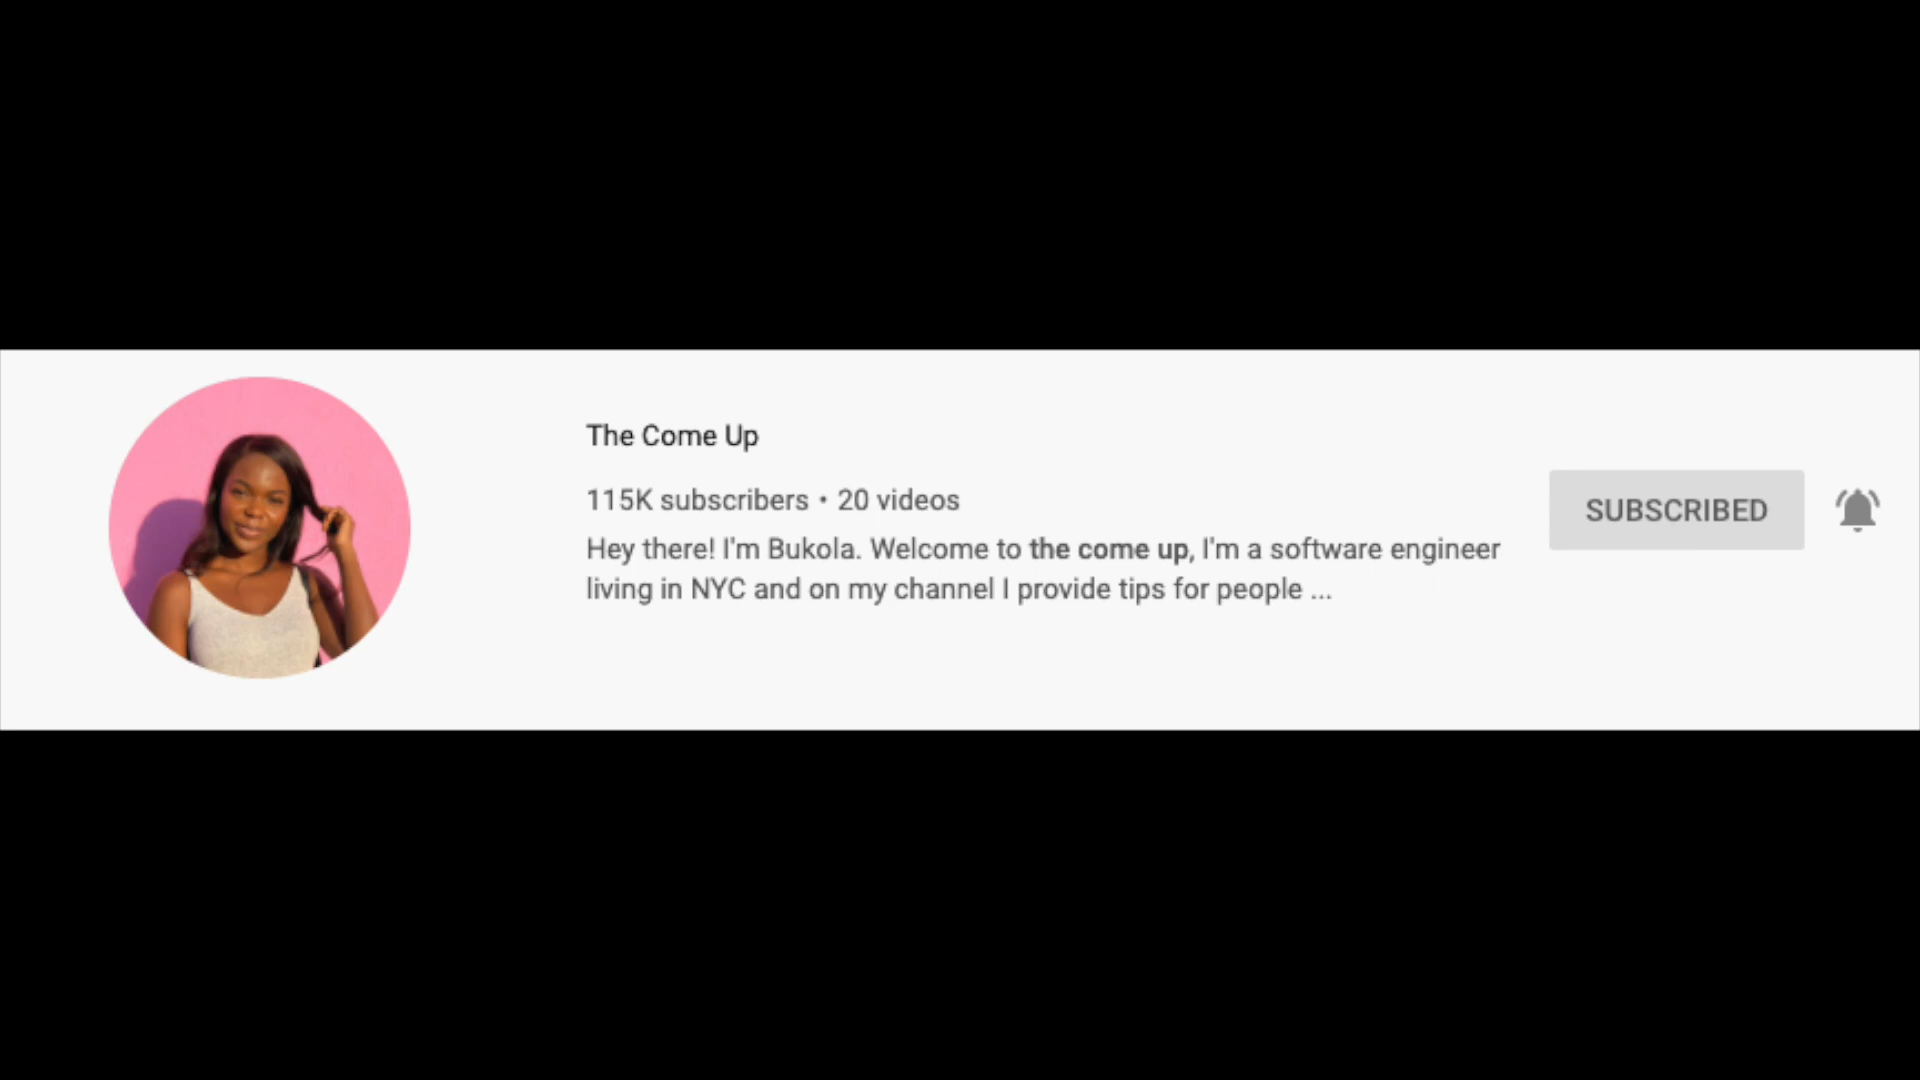 The Come Up
115K subscribers • 20 videos
Hey there! I'm Bukola. Welcome to the come up, I'm a software engineer
living in NYC and on my channel I provide tips for people ...
SUBSCRIBED